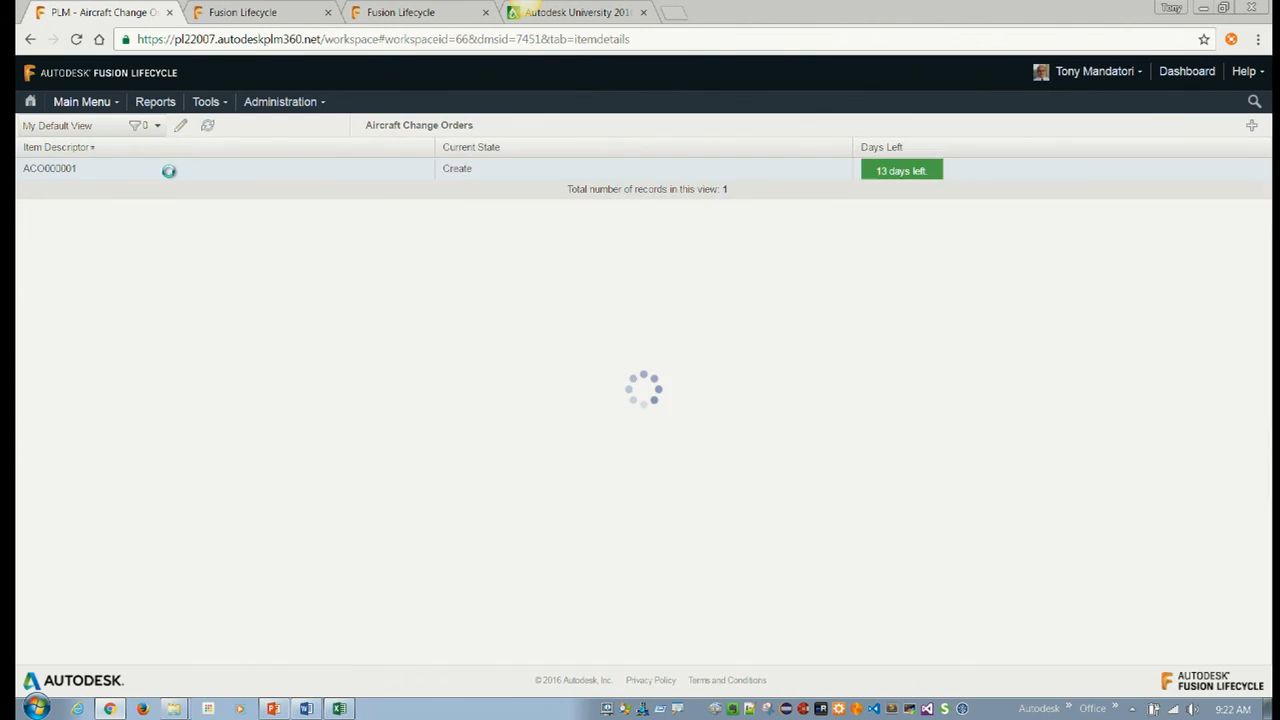 PLM - Aircraft Change O
Fusion Lifecycle
Fusion Lifecycle
Autodesk University 201
Tony
https://pl22007.autodeskplm360.net/workspace#workspaceid=66&dmsid=7451&tab=itemdetails
AUTODESK® FUSION LIFECYCLE
Tony Mandatori
Dashboard
Help
Main Menu
Reports
Tools
Administration
My Default View
0
Aircraft Change Orders
Item Descriptor
Current State
Days Left
ACO000001
Create
13 days left.
Total number of records in this view: 1
AUTODESK.
© 2016 Autodesk, Inc.
Privacy Policy
Terms and Conditions
AUTODESK®
FUSION LIFECYCLE
Autodesk
Office
9:22 AM